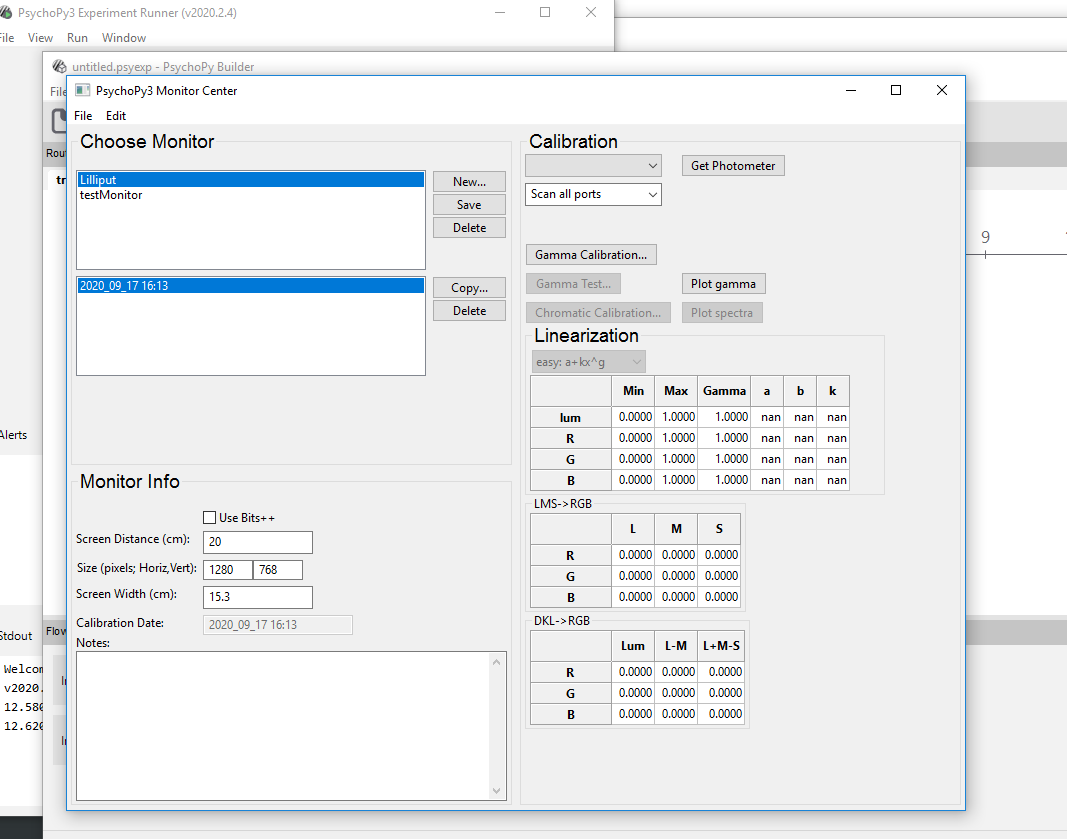 PsychoPy3 Experiment Runner (v2020.2.4)
File View Run Window
untitled.psyexp - PsychoPy Builder
File
PsychoPy3 Monitor Center
File Edit
Choose Monitor
Lilliput
testMonitor
New...
Save
Delete
2020_09_17 16:13
Copy...
Delete
Monitor Info
Use Bits++
Screen Distance (cm): 20
Size (pixels; Horiz,Vert): 1280 768
Screen Width (cm): 15.3
Calibration Date: 2020_09_17 16:13
Notes:
Calibration
Get Photometer
Scan all ports
Gamma Calibration...
Gamma Test... Plot gamma
Chromatic Calibration... Plot spectra
Linearization
easy: a+kx^g
Min Max Gamma a b k
lum 0.0000 1.0000 1.0000 nan nan nan
R 0.0000 1.0000 1.0000 nan nan nan
G 0.0000 1.0000 1.0000 nan nan nan
B 0.0000 1.0000 1.0000 nan nan nan
LMS->RGB
L M S
R 0.0000 0.0000 0.0000
G 0.0000 0.0000 0.0000
B 0.0000 0.0000 0.0000
DKL->RGB
Lum L-M L+M-S
R 0.0000 0.0000 0.0000
G 0.0000 0.0000 0.0000
B 0.0000 0.0000 0.0000
Rou
tr
9
Alerts
Stdout
Flow
Welcom
v2020.
12.580
12.620